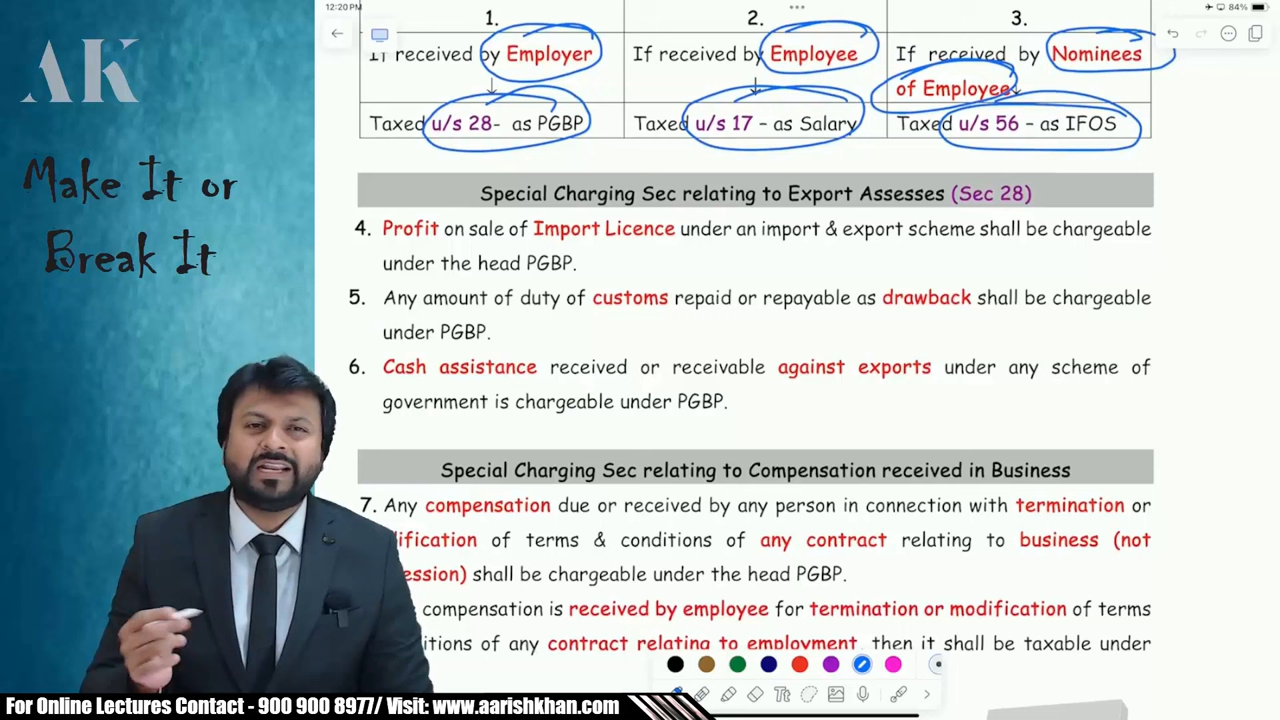 12:20 PM
84%
AK
Make It or
Break It
1.
2.
3.
If received by Employer
If received by Employee
If received by Nominees
of Employee
Taxed u/s 28- as PGBP
Taxed u/s 17 – as Salary
Taxed u/s 56 – as IFOS
Special Charging Sec relating to Export Assesses (Sec 28)
4. Profit on sale of Import Licence under an import & export scheme shall be chargeable
under the head PGBP.
5. Any amount of duty of customs repaid or repayable as drawback shall be chargeable
under PGBP.
6. Cash assistance received or receivable against exports under any scheme of
government is chargeable under PGBP.
Special Charging Sec relating to Compensation received in Business
7. Any compensation due or received by any person in connection with termination or
ification of terms & conditions of any contract relating to business (not
ession) shall be chargeable under the head PGBP.
compensation is received by employee for termination or modification of terms
itions of any contract relating to employment, then it shall be taxable under
Tt
For Online Lectures Contact - 900 900 8977/ Visit: www.aarishkhan.com